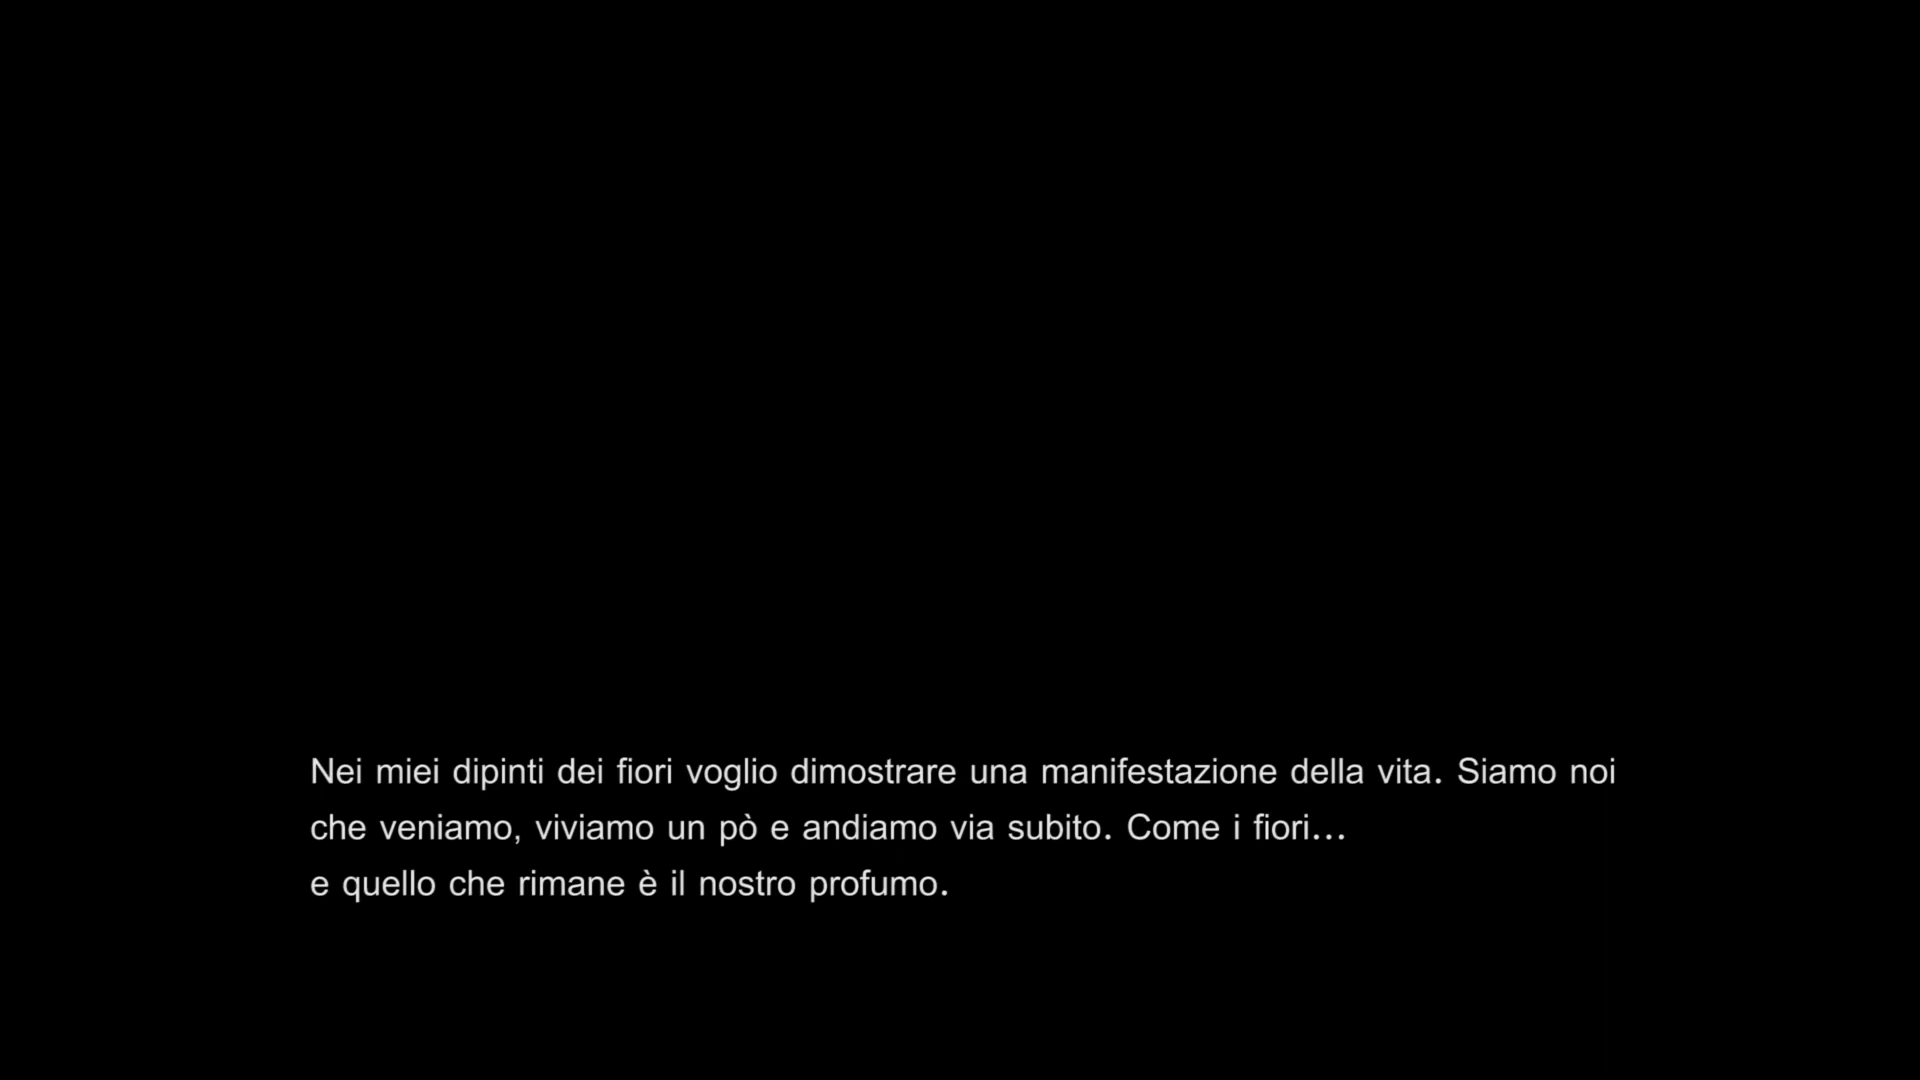 Nei miei dipinti dei fiori voglio dimostrare una manifestazione della vita. Siamo noi
che veniamo, viviamo un pò e andiamo via subito. Come i fiori...
e quello che rimane è il nostro profumo.